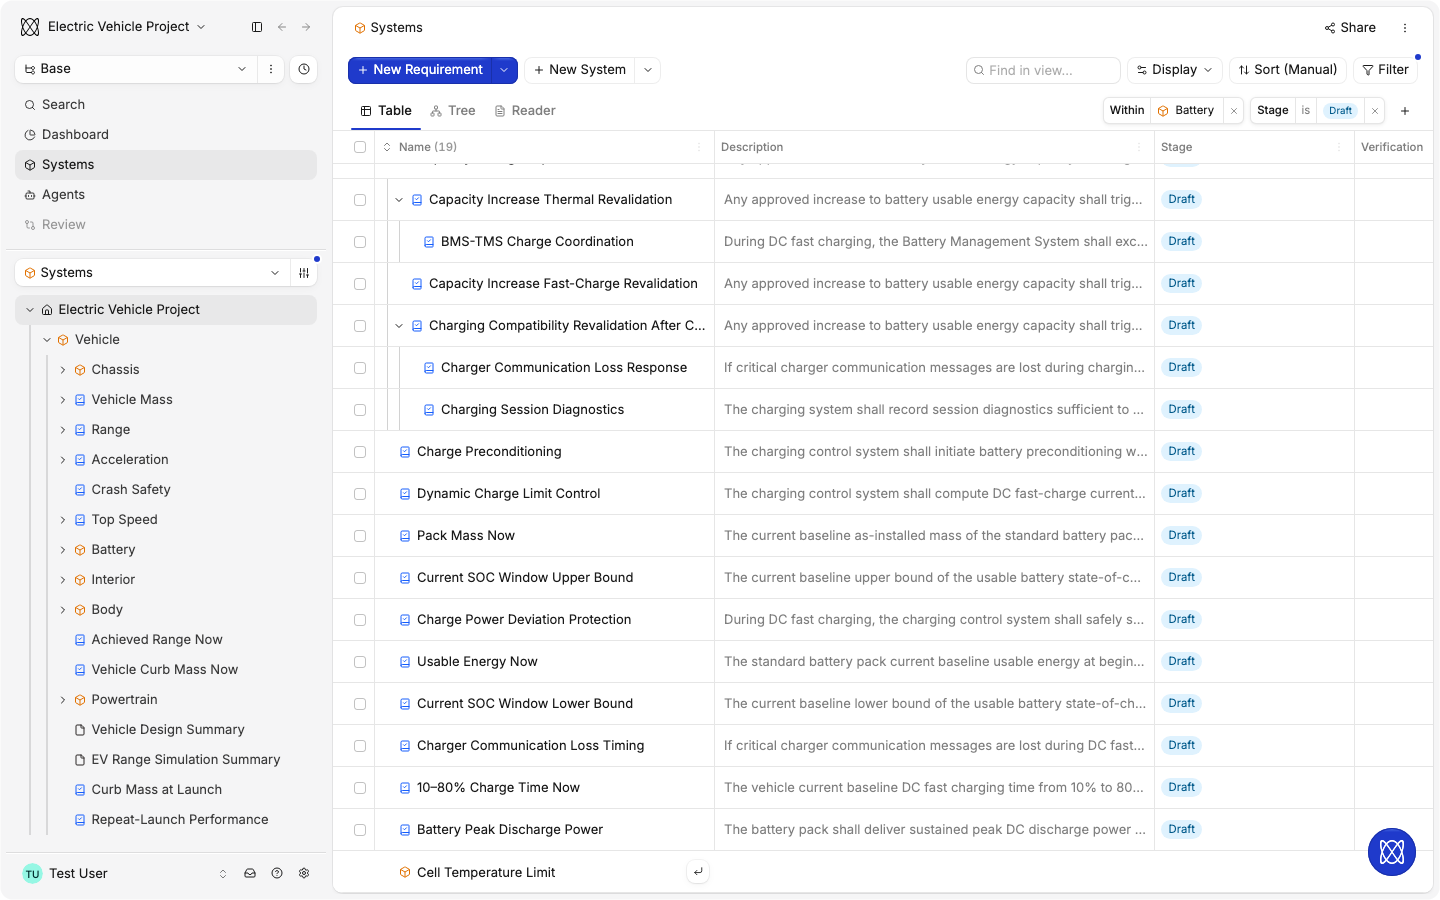 Electric Vehicle Project
Base
Search
Dashboard
Systems
Agents
Review
Systems
Electric Vehicle Project
Vehicle
Chassis
Vehicle Mass
Range
Acceleration
Crash Safety
Top Speed
Battery
Interior
Body
Achieved Range Now
Vehicle Curb Mass Now
Powertrain
Vehicle Design Summary
EV Range Simulation Summary
Curb Mass at Launch
Repeat-Launch Performance
TU Test User
Systems
Share
+ New Requirement
+ New System
Find in view...
Display
Sort (Manual)
Filter
Table
Tree
Reader
Within Battery ×
Stage is Draft ×
+
Name (19) Description Stage Verification
Capacity Increase Thermal Revalidation Any approved increase to battery usable energy capacity shall trig... Draft
BMS-TMS Charge Coordination During DC fast charging, the Battery Management System shall exc... Draft
Capacity Increase Fast-Charge Revalidation Any approved increase to battery usable energy capacity shall trig... Draft
Charging Compatibility Revalidation After C... Any approved increase to battery usable energy capacity shall trig... Draft
Charger Communication Loss Response If critical charger communication messages are lost during chargin... Draft
Charging Session Diagnostics The charging system shall record session diagnostics sufficient to ... Draft
Charge Preconditioning The charging control system shall initiate battery preconditioning w... Draft
Dynamic Charge Limit Control The charging control system shall compute DC fast-charge current... Draft
Pack Mass Now The current baseline as-installed mass of the standard battery pac... Draft
Current SOC Window Upper Bound The current baseline upper bound of the usable battery state-of-c... Draft
Charge Power Deviation Protection During DC fast charging, the charging control system shall safely s... Draft
Usable Energy Now The standard battery pack current baseline usable energy at begin... Draft
Current SOC Window Lower Bound The current baseline lower bound of the usable battery state-of-ch... Draft
Charger Communication Loss Timing If critical charger communication messages are lost during DC fast... Draft
10–80% Charge Time Now The vehicle current baseline DC fast charging time from 10% to 80... Draft
Battery Peak Discharge Power The battery pack shall deliver sustained peak DC discharge power ... Draft
Cell Temperature Limit